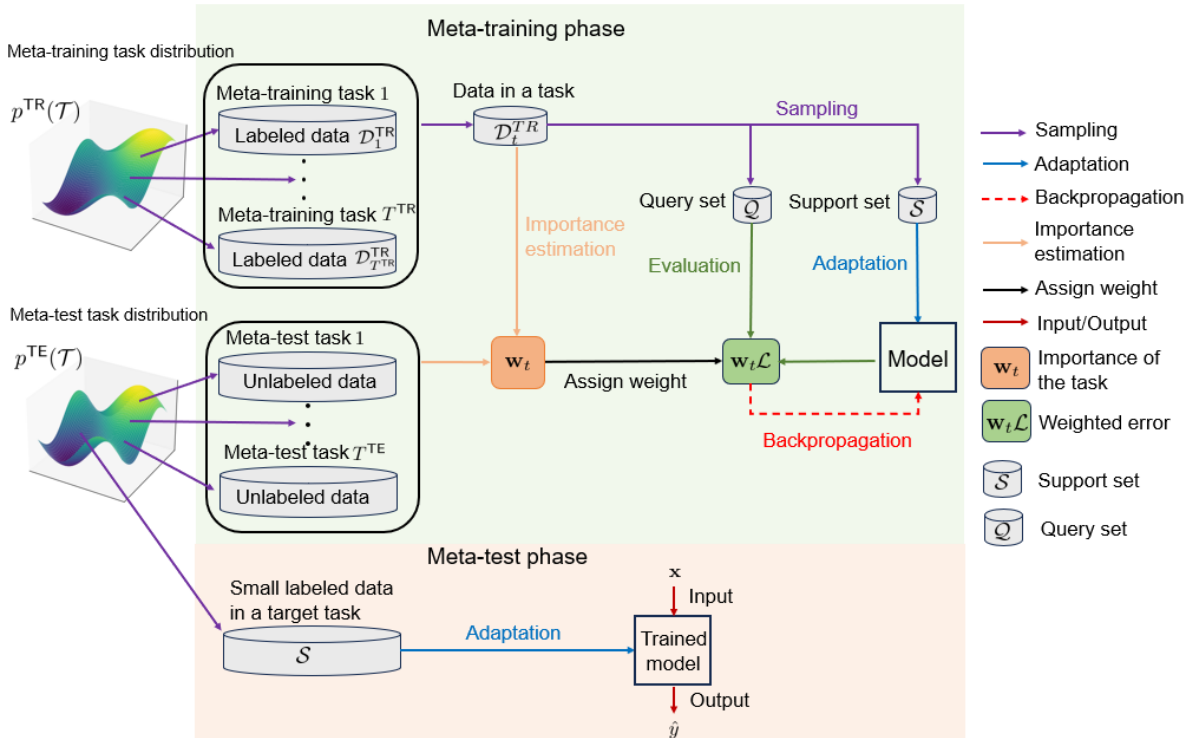 Meta-training phase
Meta-training task distribution
p^TR(𝒯)
Meta-training task 1
Labeled data 𝒟_1^TR
Meta-training task T^TR
Labeled data 𝒟_{T^TR}^TR
Data in a task
𝒟_t^{TR}
Sampling
Query set
𝒬
Support set
𝒮
Importance
estimation
Evaluation
Adaptation
Meta-test task distribution
p^TE(𝒯)
Meta-test task 1
Unlabeled data
Meta-test task T^TE
Unlabeled data
w_t
Assign weight
w_tℒ
Model
Backpropagation
Meta-test phase
Small labeled data
in a target task
𝒮
Adaptation
x
Input
Trained
model
Output
ŷ
Sampling
Adaptation
Backpropagation
Importance
estimation
Assign weight
Input/Output
w_t
Importance of
the task
w_tℒ
Weighted error
𝒮
Support set
𝒬
Query set